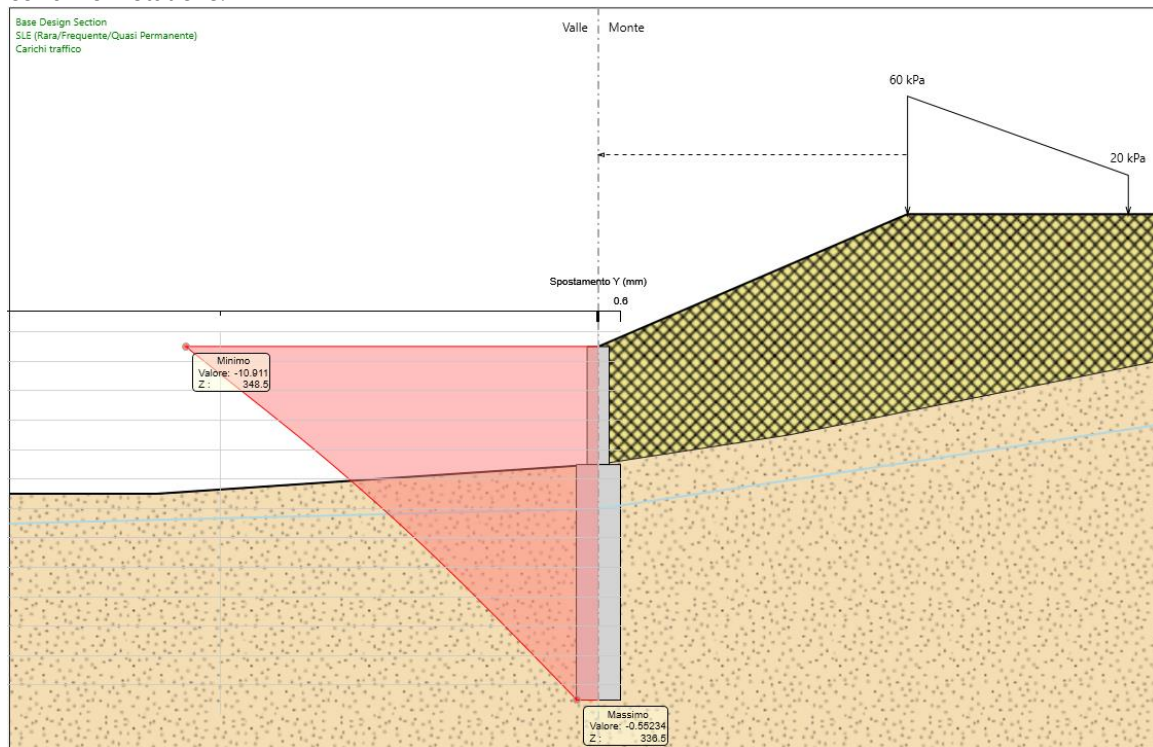 Base Design Section
SLE (Rara/Frequente/Quasi Permanente)
Carichi traffico
Valle
Monte
60 kPa
20 kPa
Spostamento Y (mm)
0.6
Minimo
Valore: -10.911
Z : 348.5
Massimo
Valore: -0.55234
Z : 336.5